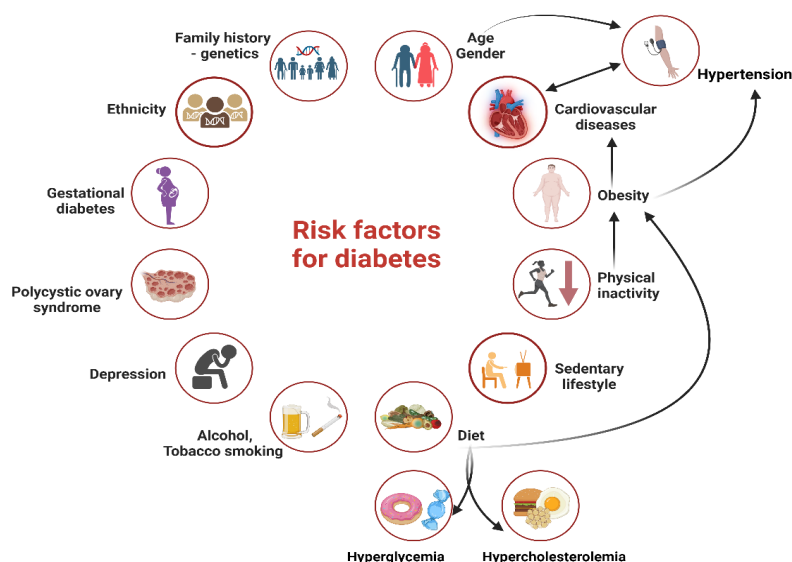 Family history
- genetics
Age
Gender
Hypertension
Ethnicity
Cardiovascular
diseases
Gestational
diabetes
Obesity
Risk factors
for diabetes
Polycystic ovary
syndrome
Physical
inactivity
Depression
Sedentary
lifestyle
Alcohol,
Tobacco smoking
Diet
Hyperglycemia
Hypercholesterolemia